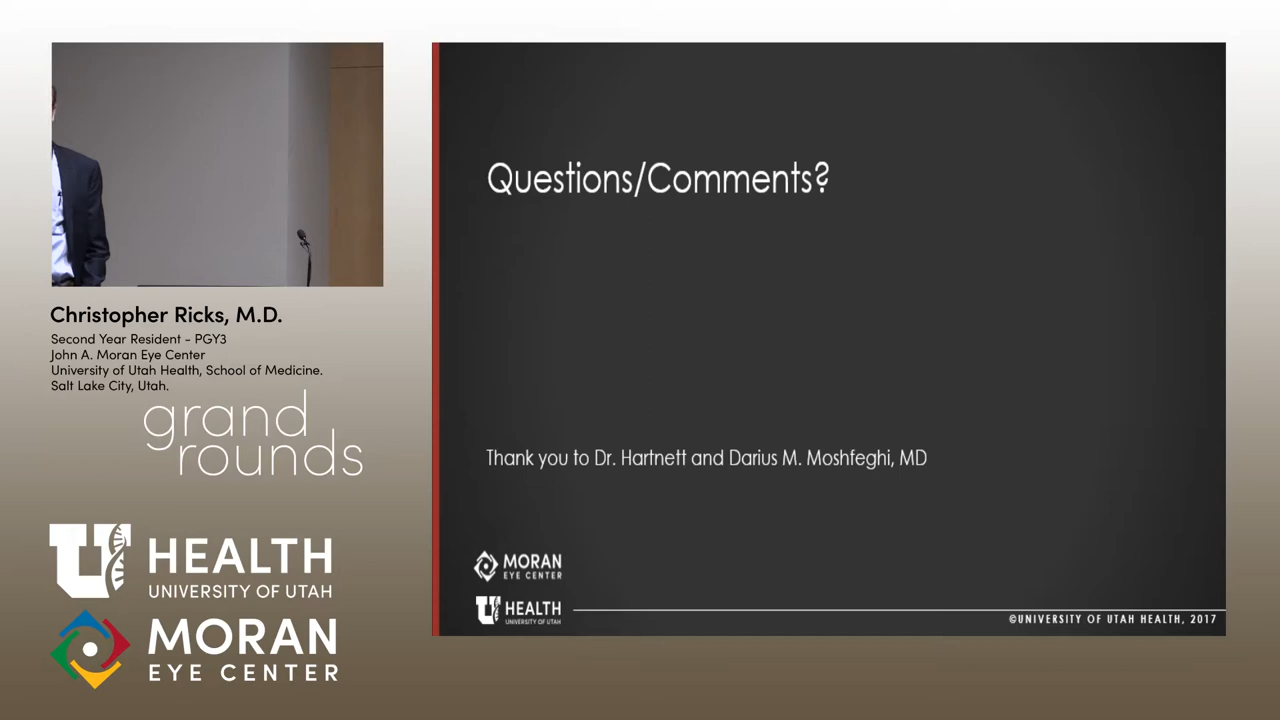 Christopher Ricks, M.D.
Second Year Resident - PGY3
John A. Moran Eye Center
University of Utah Health, School of Medicine.
Salt Lake City, Utah.
grand
rounds
U HEALTH
UNIVERSITY OF UTAH
MORAN
EYE CENTER
Questions/Comments?
Thank you to Dr. Hartnett and Darius M. Moshfeghi, MD
MORAN
EYE CENTER
U HEALTH
UNIVERSITY OF UTAH
©UNIVERSITY OF UTAH HEALTH, 2017